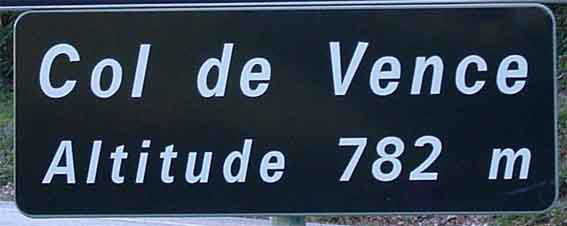 Col de Vence
Altitude 782 m